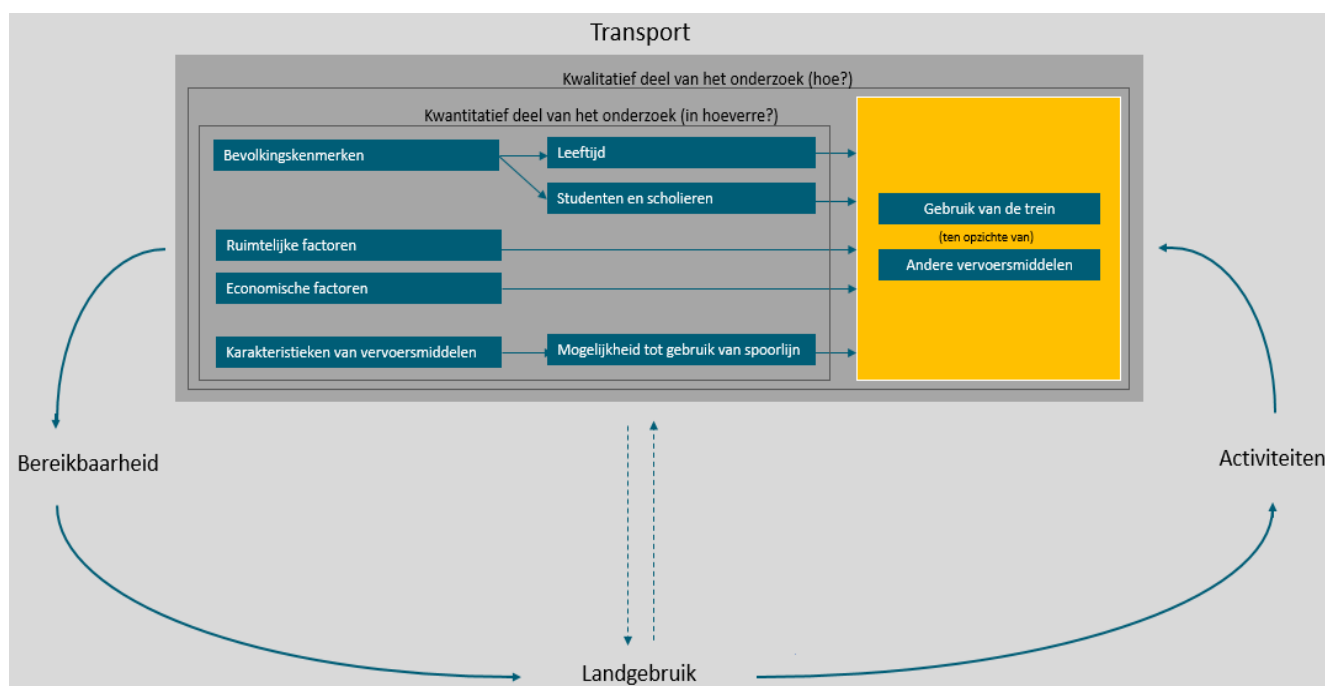 Transport
Kwalitatief deel van het onderzoek (hoe?)
Kwantitatief deel van het onderzoek (in hoeverre?)
Bevolkingskenmerken
Leeftijd
Studenten en scholieren
Gebruik van de trein
(ten opzichte van)
Andere vervoersmiddelen
Ruimtelijke factoren
Economische factoren
Karakteristieken van vervoersmiddelen
Mogelijkheid tot gebruik van spoorlijn
Bereikbaarheid
Activiteiten
Landgebruik